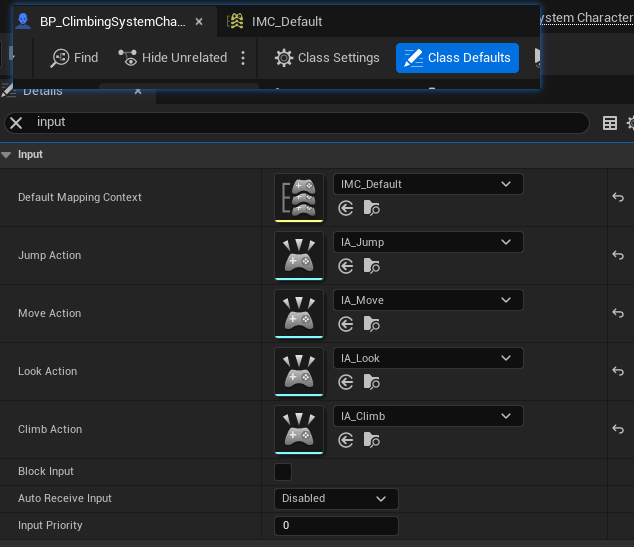 BP_ClimbingSystemCha...
IMC_Default
ystem Character
Find
Hide Unrelated
Class Settings
Class Defaults
Details
input
Input
Default Mapping Context
IMC_Default
Jump Action
IA_Jump
Move Action
IA_Move
Look Action
IA_Look
Climb Action
IA_Climb
Block Input
Auto Receive Input
Disabled
Input Priority
0